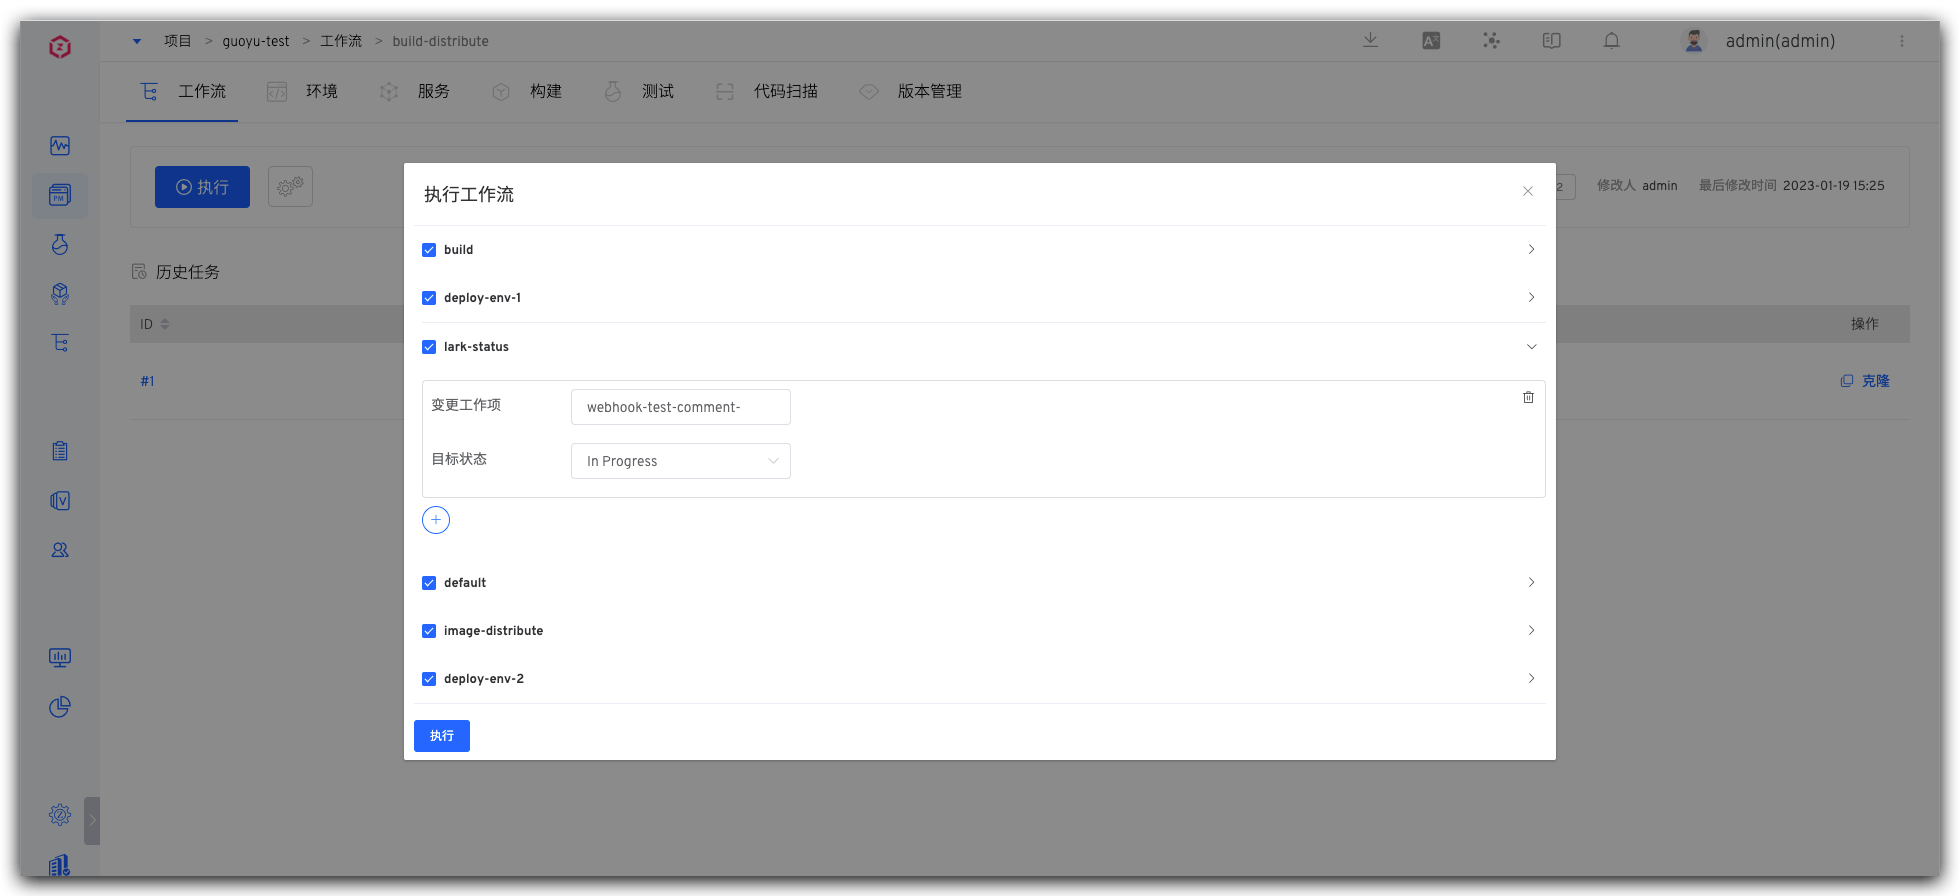 项目 > guoyu-test > 工作流 > build-distribute
admin(admin)
工作流 环境 服务 构建 测试 代码扫描 版本管理
执行
2 修改人 admin 最后修改时间 2023-01-19 15:25
历史任务
ID 操作
#1 克隆
PM
执行工作流
build
deploy-env-1
lark-status
变更工作项 webhook-test-comment-
目标状态 In Progress
default
image-distribute
deploy-env-2
执行